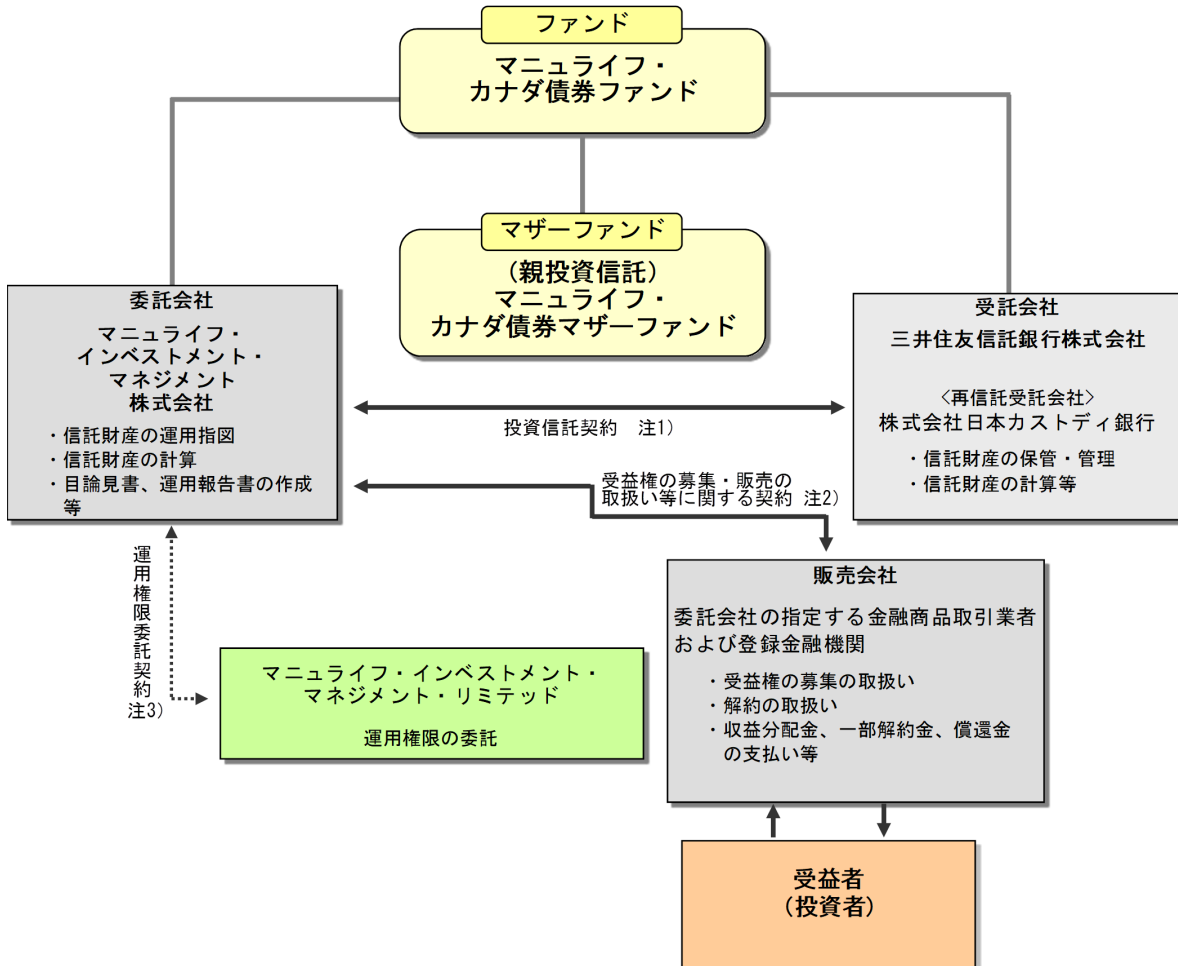 ファンド
マニュライフ・
カナダ債券ファンド
マザーファンド
（親投資信託）
マニュライフ・
カナダ債券マザーファンド
委託会社
マニュライフ・
インベストメント・
マネジメント
株式会社
・信託財産の運用指図
・信託財産の計算
・目論見書、運用報告書の作成
等
受託会社
三井住友信託銀行株式会社
〈再信託受託会社〉
株式会社日本カストディ銀行
・信託財産の保管・管理
・信託財産の計算等
投資信託契約　注1）
受益権の募集・販売の
取扱い等に関する契約 注2）
運用権限委託契約
注3）
マニュライフ・インベストメント・
マネジメント・リミテッド
運用権限の委託
販売会社
委託会社の指定する金融商品取引業者
および登録金融機関
・受益権の募集の取扱い
・解約の取扱い
・収益分配金、一部解約金、償還金
の支払い等
受益者
（投資者）